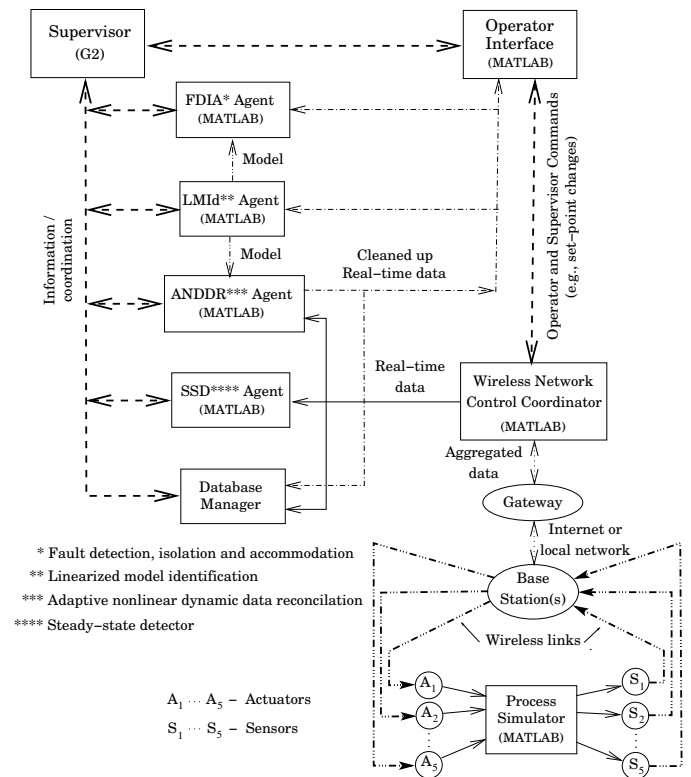 Supervisor
(G2)
Operator
Interface
(MATLAB)
FDIA* Agent
(MATLAB)
Model
LMId** Agent
(MATLAB)
Model
Cleaned up
Real-time data
ANDDR*** Agent
(MATLAB)
Information /
coordination
Operator and Supervisor Commands
(e.g., set-point changes)
Real-time
data
SSD**** Agent
(MATLAB)
Wireless Network
Control Coordinator
(MATLAB)
Aggregated
data
Database
Manager
Gateway
Internet or
local network
* Fault detection, isolation and accommodation
** Linearized model identification
*** Adaptive nonlinear dynamic data reconcilation
**** Steady-state detector
Base
Station(s)
Wireless links
A1 ... A5 - Actuators
S1 ... S5 - Sensors
A1
A2
A5
Process
Simulator
(MATLAB)
S1
S2
S5